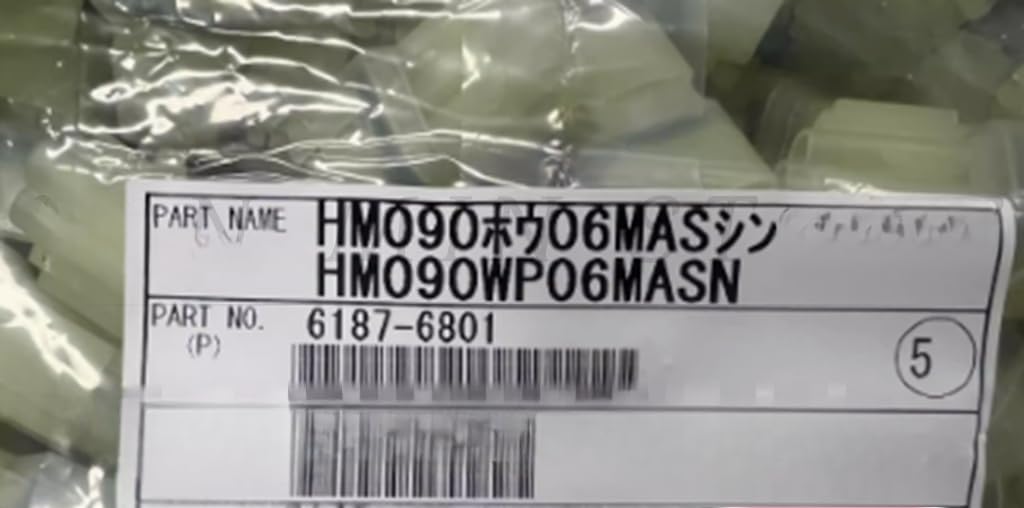 PART NAME HM090ホウ06MASシン
HM090WP06MASN
PART NO. 6187-6801
(P)
5